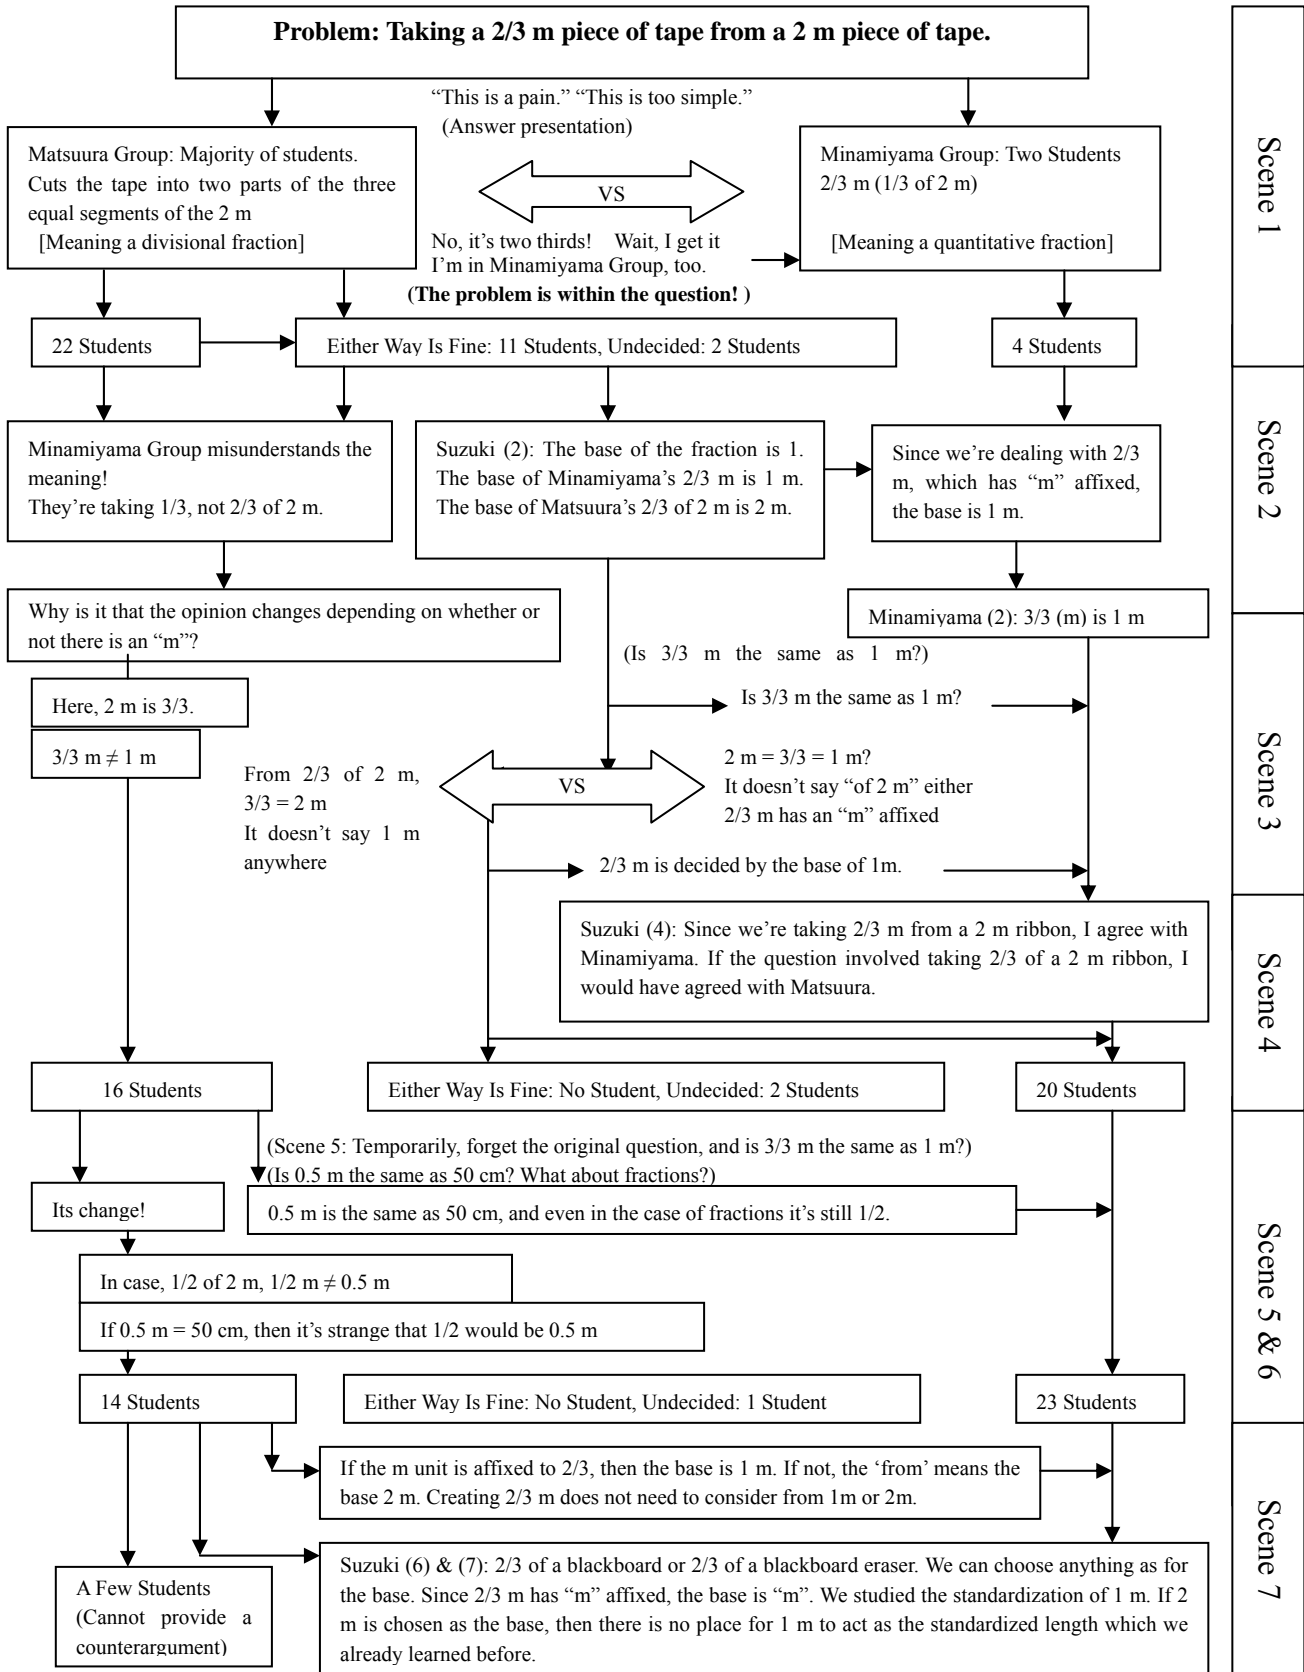 Problem: Taking a 2/3 m piece of tape from a 2 m piece of tape.
“This is a pain.” “This is too simple.”
(Answer presentation)
Matsuura Group: Majority of students.
Cuts the tape into two parts of the three
equal segments of the 2 m
[Meaning a divisional fraction]
VS
Minamiyama Group: Two Students
2/3 m (1/3 of 2 m)
[Meaning a quantitative fraction]
No, it’s two thirds! Wait, I get it
I’m in Minamiyama Group, too.
(The problem is within the question! )
Scene 1
22 Students
Either Way Is Fine: 11 Students, Undecided: 2 Students
4 Students
Minamiyama Group misunderstands the
meaning!
They’re taking 1/3, not 2/3 of 2 m.
Suzuki (2): The base of the fraction is 1.
The base of Minamiyama’s 2/3 m is 1 m.
The base of Matsuura’s 2/3 of 2 m is 2 m.
Since we’re dealing with 2/3
m, which has “m” affixed,
the base is 1 m.
Scene 2
Why is it that the opinion changes depending on whether or
not there is an “m”?
Minamiyama (2): 3/3 (m) is 1 m
(Is 3/3 m the same as 1 m?)
Here, 2 m is 3/3.
Is 3/3 m the same as 1 m?
3/3 m ≠ 1 m
From 2/3 of 2 m,
3/3 = 2 m
It doesn’t say 1 m
anywhere
VS
2 m = 3/3 = 1 m?
It doesn’t say “of 2 m” either
2/3 m has an “m” affixed
2/3 m is decided by the base of 1m.
Scene 3
Suzuki (4): Since we’re taking 2/3 m from a 2 m ribbon, I agree with
Minamiyama. If the question involved taking 2/3 of a 2 m ribbon, I
would have agreed with Matsuura.
Scene 4
16 Students
Either Way Is Fine: No Student, Undecided: 2 Students
20 Students
(Scene 5: Temporarily, forget the original question, and is 3/3 m the same as 1 m?)
(Is 0.5 m the same as 50 cm? What about fractions?)
Its change!
0.5 m is the same as 50 cm, and even in the case of fractions it’s still 1/2.
In case, 1/2 of 2 m, 1/2 m ≠ 0.5 m
If 0.5 m = 50 cm, then it’s strange that 1/2 would be 0.5 m
Scene 5 & 6
14 Students
Either Way Is Fine: No Student, Undecided: 1 Student
23 Students
If the m unit is affixed to 2/3, then the base is 1 m. If not, the ‘from’ means the
base 2 m. Creating 2/3 m does not need to consider from 1m or 2m.
A Few Students
(Cannot provide a
counterargument)
Suzuki (6) & (7): 2/3 of a blackboard or 2/3 of a blackboard eraser. We can choose anything as for
the base. Since 2/3 m has “m” affixed, the base is “m”. We studied the standardization of 1 m. If 2
m is chosen as the base, then there is no place for 1 m to act as the standardized length which we
already learned before.
Scene 7